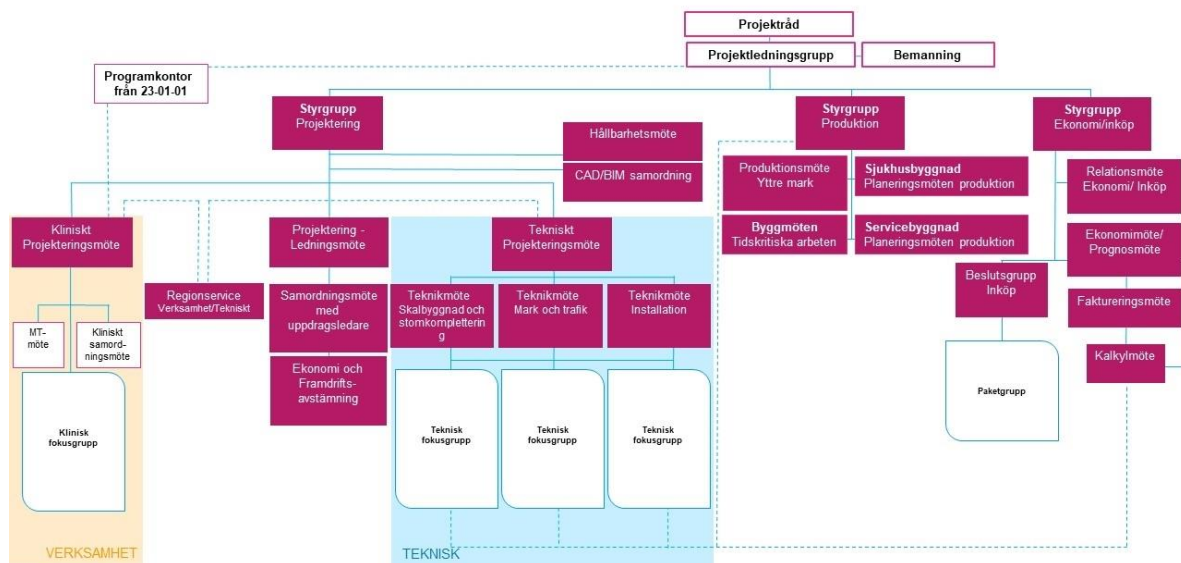 Projektråd
Projektledningsgrupp
Bemanning
Programkontor
från 23-01-01
Styrgrupp
Projektering
Styrgrupp
Produktion
Styrgrupp
Ekonomi/inköp
Hållbarhetsmöte
CAD/BIM samordning
Produktionsmöte
Yttre mark
Sjukhusbyggnad
Planeringsmöten produktion
Relationsmöte
Ekonomi/ Inköp
Byggmöten
Tidskritiska arbeten
Servicebyggnad
Planeringsmöten produktion
Ekonomimöte/
Prognosmöte
Kliniskt
Projekteringsmöte
Projektering -
Ledningsmöte
Tekniskt
Projekteringsmöte
Regionservice
Verksamhet/Tekniskt
Samordningsmöte
med
uppdragsledare
Teknikmöte
Skalbyggnad och
stomkompletterin
g
Teknikmöte
Mark och trafik
Teknikmöte
Installation
Beslutsgrupp
Inköp
Faktureringsmöte
MT-
möte
Kliniskt
samord-
ningsmöte
Ekonomi och
Framdrifts-
avstämning
Kalkylmöte
Klinisk
fokusgrupp
Teknisk
fokusgrupp
Teknisk
fokusgrupp
Teknisk
fokusgrupp
Paketgrupp
VERKSAMHET
TEKNISK